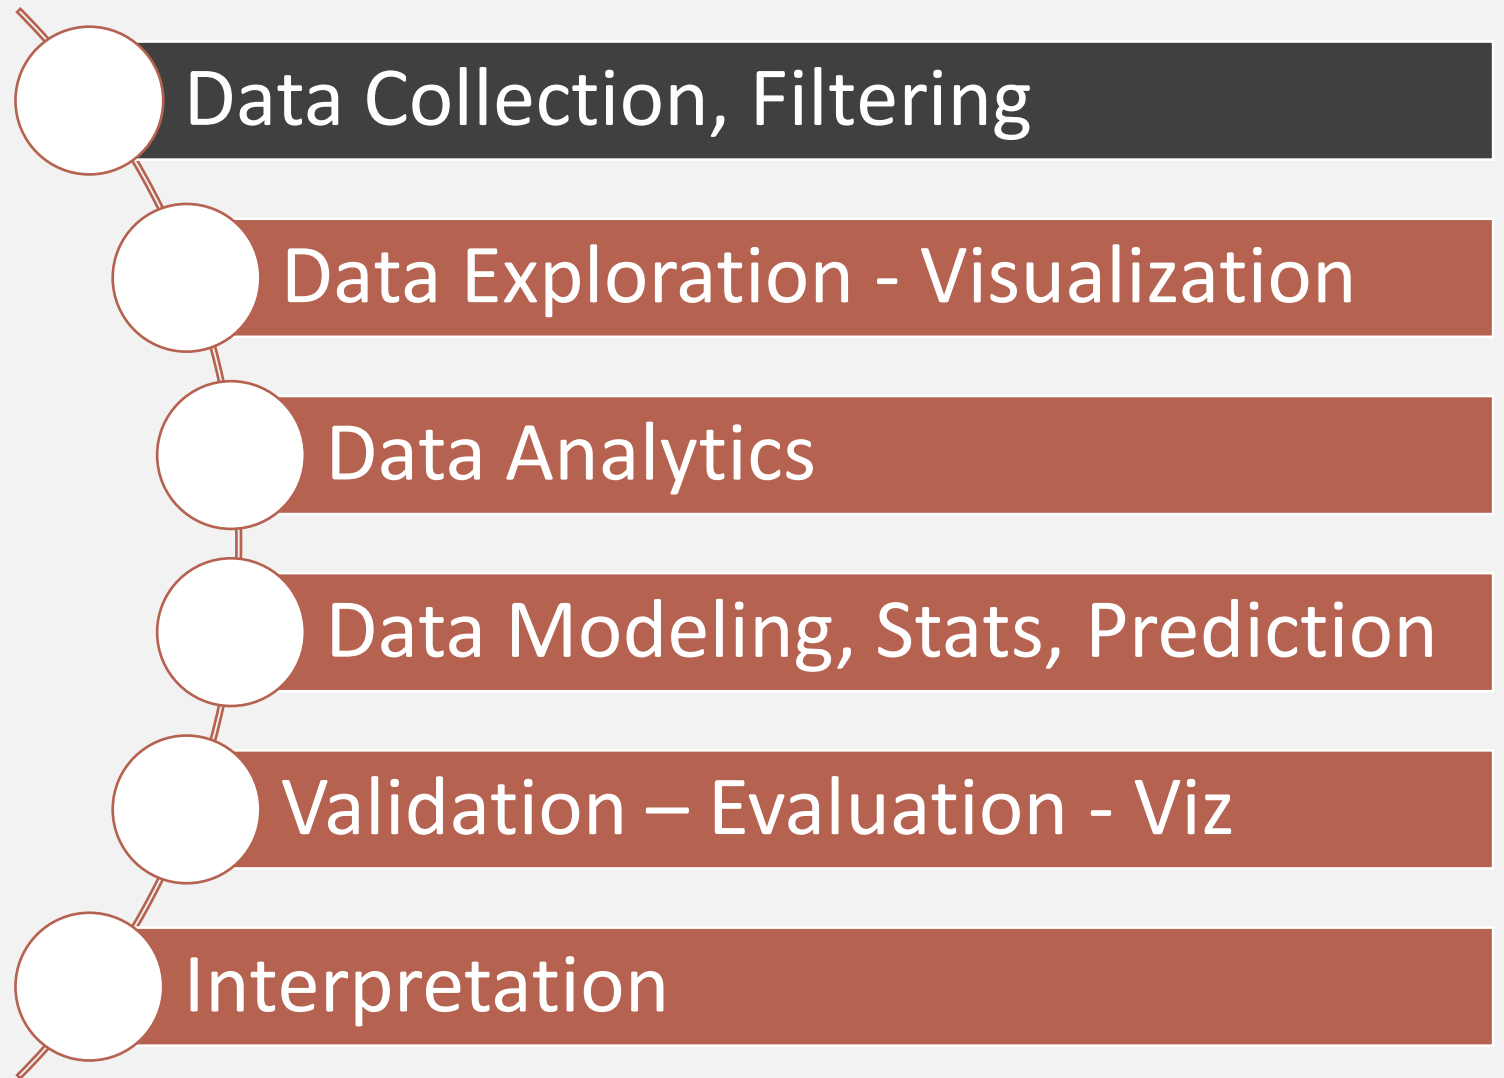 Data Collection, Filtering
Data Exploration - Visualization
Data Analytics
Data Modeling, Stats, Prediction
Validation – Evaluation - Viz
Interpretation